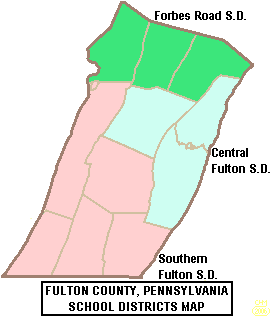 Forbes Road S.D.
Central
Fulton S.D.
Southern
Fulton S.D.
FULTON COUNTY, PENNSYLVANIA
SCHOOL DISTRICTS MAP